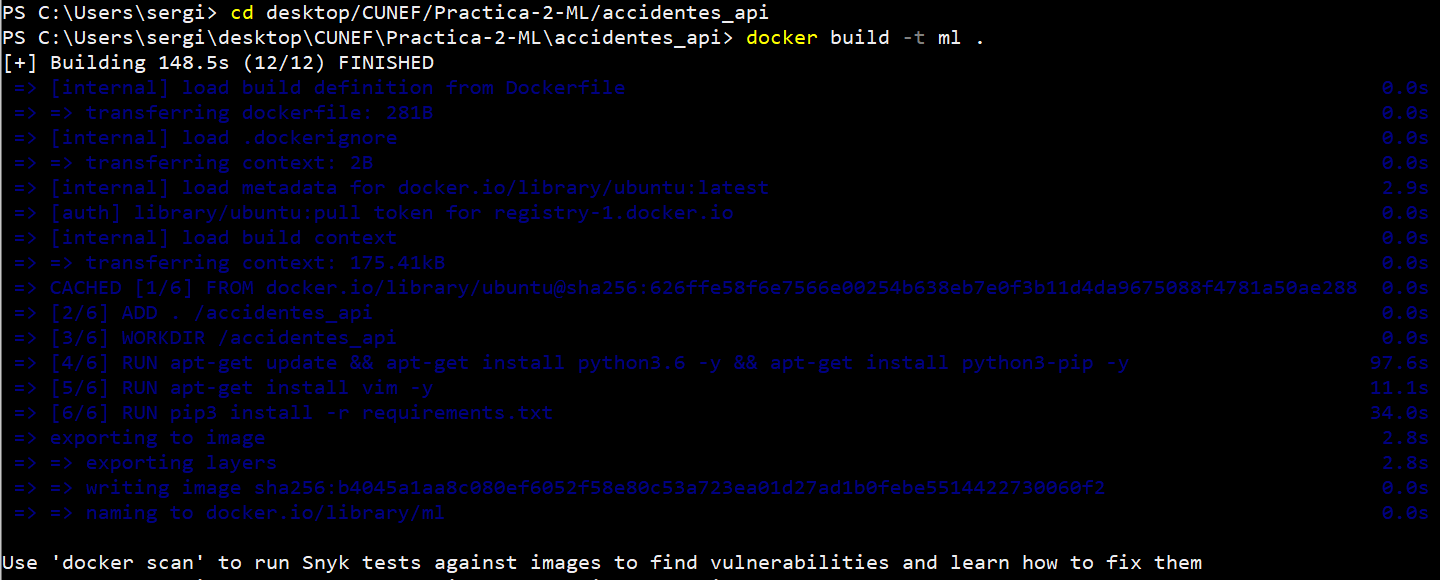 PS C:\Users\sergi> cd desktop/CUNEF/Practica-2-ML/accidentes_api
PS C:\Users\sergi\desktop\CUNEF\Practica-2-ML\accidentes_api> docker build -t ml .
[+] Building 148.5s (12/12) FINISHED
=> [internal] load build definition from Dockerfile 0.0s
=> => transferring dockerfile: 281B 0.0s
=> [internal] load .dockerignore 0.0s
=> => transferring context: 2B 0.0s
=> [internal] load metadata for docker.io/library/ubuntu:latest 2.9s
=> [auth] library/ubuntu:pull token for registry-1.docker.io 0.0s
=> [internal] load build context 0.0s
=> => transferring context: 175.41kB 0.0s
=> CACHED [1/6] FROM docker.io/library/ubuntu@sha256:626ffe58f6e7566e00254b638eb7e0f3b11d4da9675088f4781a50ae288 0.0s
=> [2/6] ADD . /accidentes_api 0.0s
=> [3/6] WORKDIR /accidentes_api 0.0s
=> [4/6] RUN apt-get update && apt-get install python3.6 -y && apt-get install python3-pip -y 97.6s
=> [5/6] RUN apt-get install vim -y 11.1s
=> [6/6] RUN pip3 install -r requirements.txt 34.0s
=> exporting to image 2.8s
=> => exporting layers 2.8s
=> => writing image sha256:b4045a1aa8c080ef6052f58e80c53a723ea01d27ad1b0febe5514422730060f2 0.0s
=> => naming to docker.io/library/ml 0.0s
Use 'docker scan' to run Snyk tests against images to find vulnerabilities and learn how to fix them